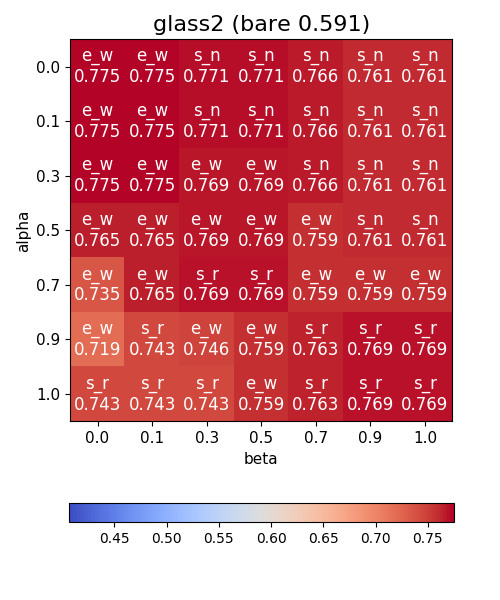 glass2 (bare 0.591)
0.0 e_w e_w s_n s_n s_n s_n s_n
0.775 0.775 0.771 0.771 0.766 0.761 0.761
0.1 e_w e_w s_n s_n s_n s_n s_n
0.775 0.775 0.771 0.771 0.766 0.761 0.761
0.3 e_w e_w e_w e_w s_n s_n s_n
0.775 0.775 0.769 0.769 0.766 0.761 0.761
alpha
0.5 e_w e_w e_w e_w e_w s_n s_n
0.765 0.765 0.769 0.769 0.759 0.761 0.761
0.7 e_w e_w s_r s_r e_w e_w e_w
0.735 0.765 0.769 0.769 0.759 0.759 0.759
0.9 e_w s_r e_w e_w s_r s_r s_r
0.719 0.743 0.746 0.759 0.763 0.769 0.769
1.0 s_r s_r s_r e_w s_r s_r s_r
0.743 0.743 0.743 0.759 0.763 0.769 0.769
0.0 0.1 0.3 0.5 0.7 0.9 1.0
beta
0.45 0.50 0.55 0.60 0.65 0.70 0.75